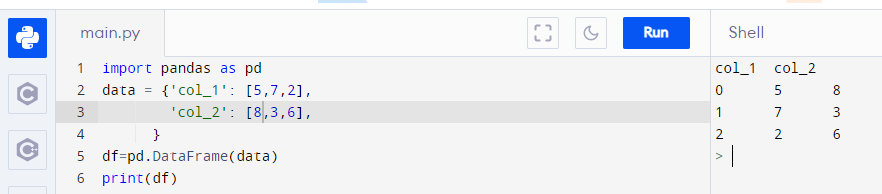 main.py
Run
Shell
1 import pandas as pd
2 data = {'col_1': [5,7,2],
3         'col_2': [8,3,6],
4       }
5 df=pd.DataFrame(data)
6 print(df)
col_1 col_2
0 5 8
1 7 3
2 2 6
>